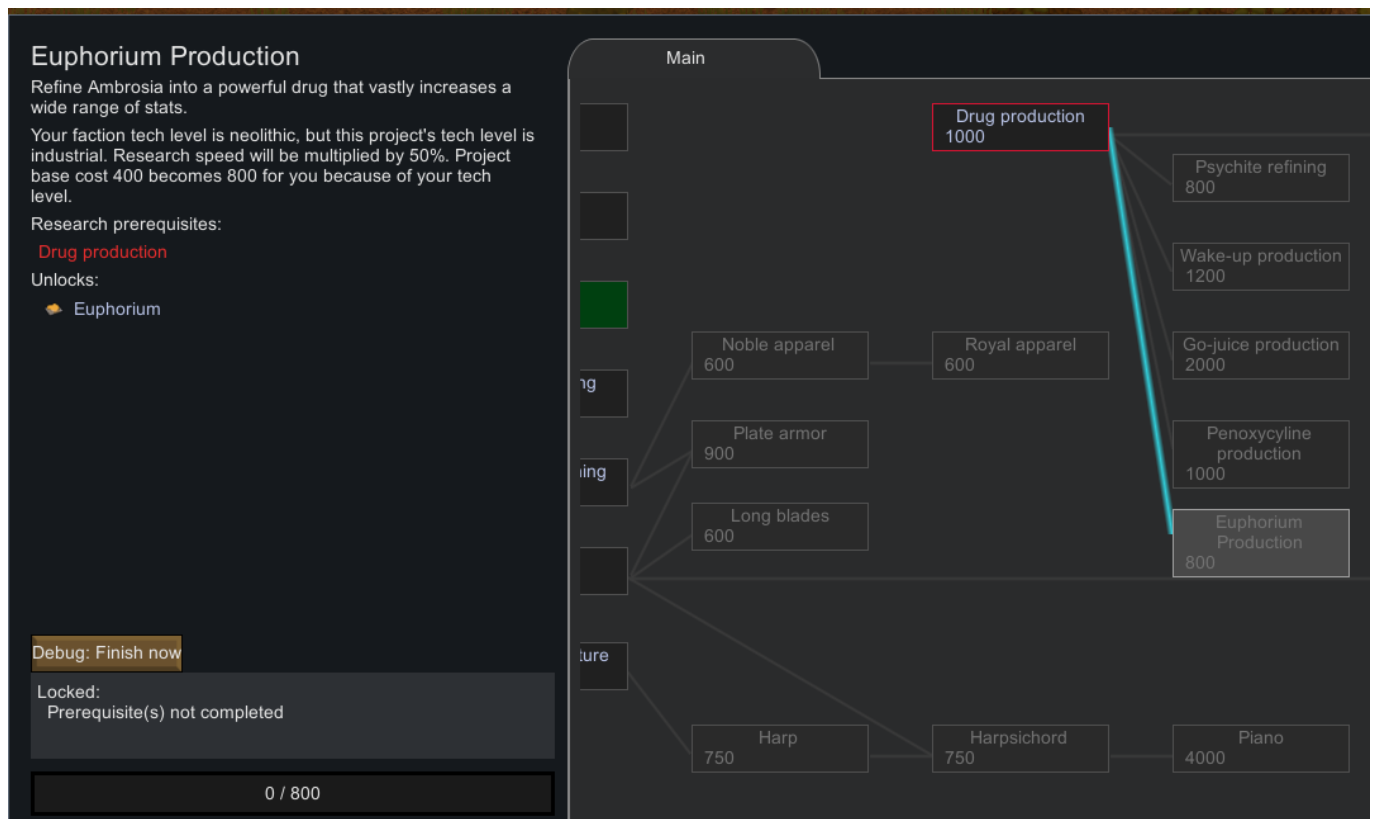 Euphorium Production
Refine Ambrosia into a powerful drug that vastly increases a
wide range of stats.
Your faction tech level is neolithic, but this project's tech level is
industrial. Research speed will be multiplied by 50%. Project
base cost 400 becomes 800 for you because of your tech
level.
Research prerequisites:
Drug production
Unlocks:
Euphorium
Debug: Finish now
Locked:
Prerequisite(s) not completed
0 / 800
Main
Drug production
1000
Psychite refining
800
Wake-up production
1200
Noble apparel
600
Royal apparel
600
Go-juice production
2000
ng
Plate armor
900
Penoxycyline
production
1000
ing
Long blades
600
Euphorium
Production
800
ture
Harp
750
Harpsichord
750
Piano
4000